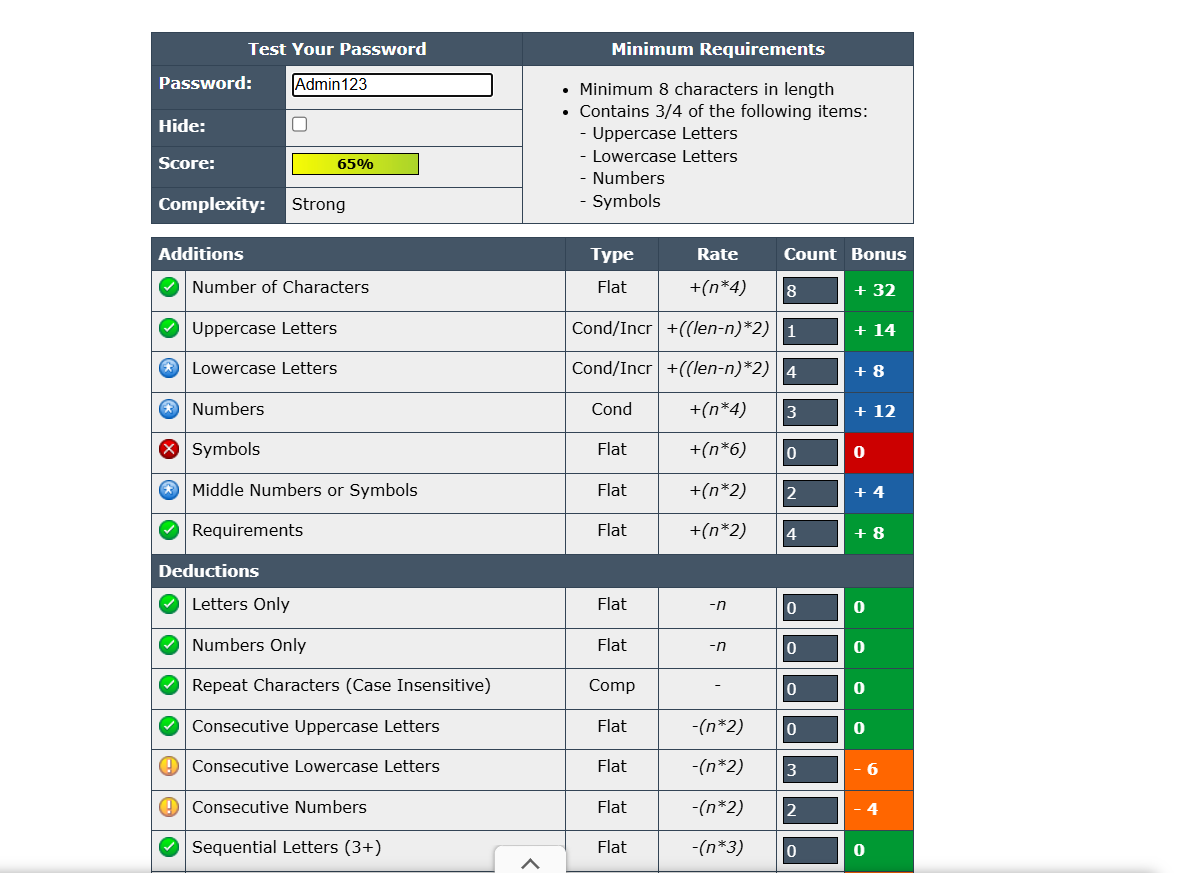 Test Your Password Minimum Requirements
Password: Admin123
Hide:
Score: 65%
Complexity: Strong
• Minimum 8 characters in length
• Contains 3/4 of the following items:
- Uppercase Letters
- Lowercase Letters
- Numbers
- Symbols
Additions Type Rate Count Bonus
Number of Characters Flat +(n*4) 8 + 32
Uppercase Letters Cond/Incr +((len-n)*2) 1 + 14
Lowercase Letters Cond/Incr +((len-n)*2) 4 + 8
Numbers Cond +(n*4) 3 + 12
Symbols Flat +(n*6) 0 0
Middle Numbers or Symbols Flat +(n*2) 2 + 4
Requirements Flat +(n*2) 4 + 8
Deductions
Letters Only Flat -n 0 0
Numbers Only Flat -n 0 0
Repeat Characters (Case Insensitive) Comp - 0 0
Consecutive Uppercase Letters Flat -(n*2) 0 0
Consecutive Lowercase Letters Flat -(n*2) 3 - 6
Consecutive Numbers Flat -(n*2) 2 - 4
Sequential Letters (3+) Flat -(n*3) 0 0